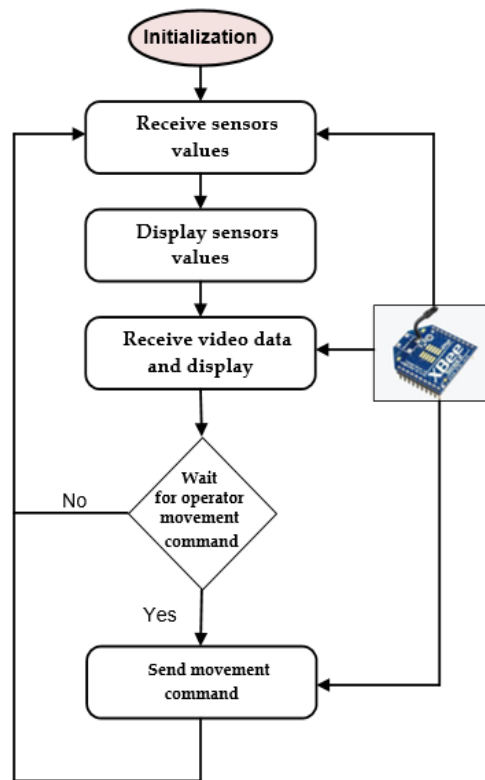 Initialization
Receive sensors
values
Display sensors
values
Receive video data
and display
XBee
Wait
for operator
movement
command
No
Yes
Send movement
command